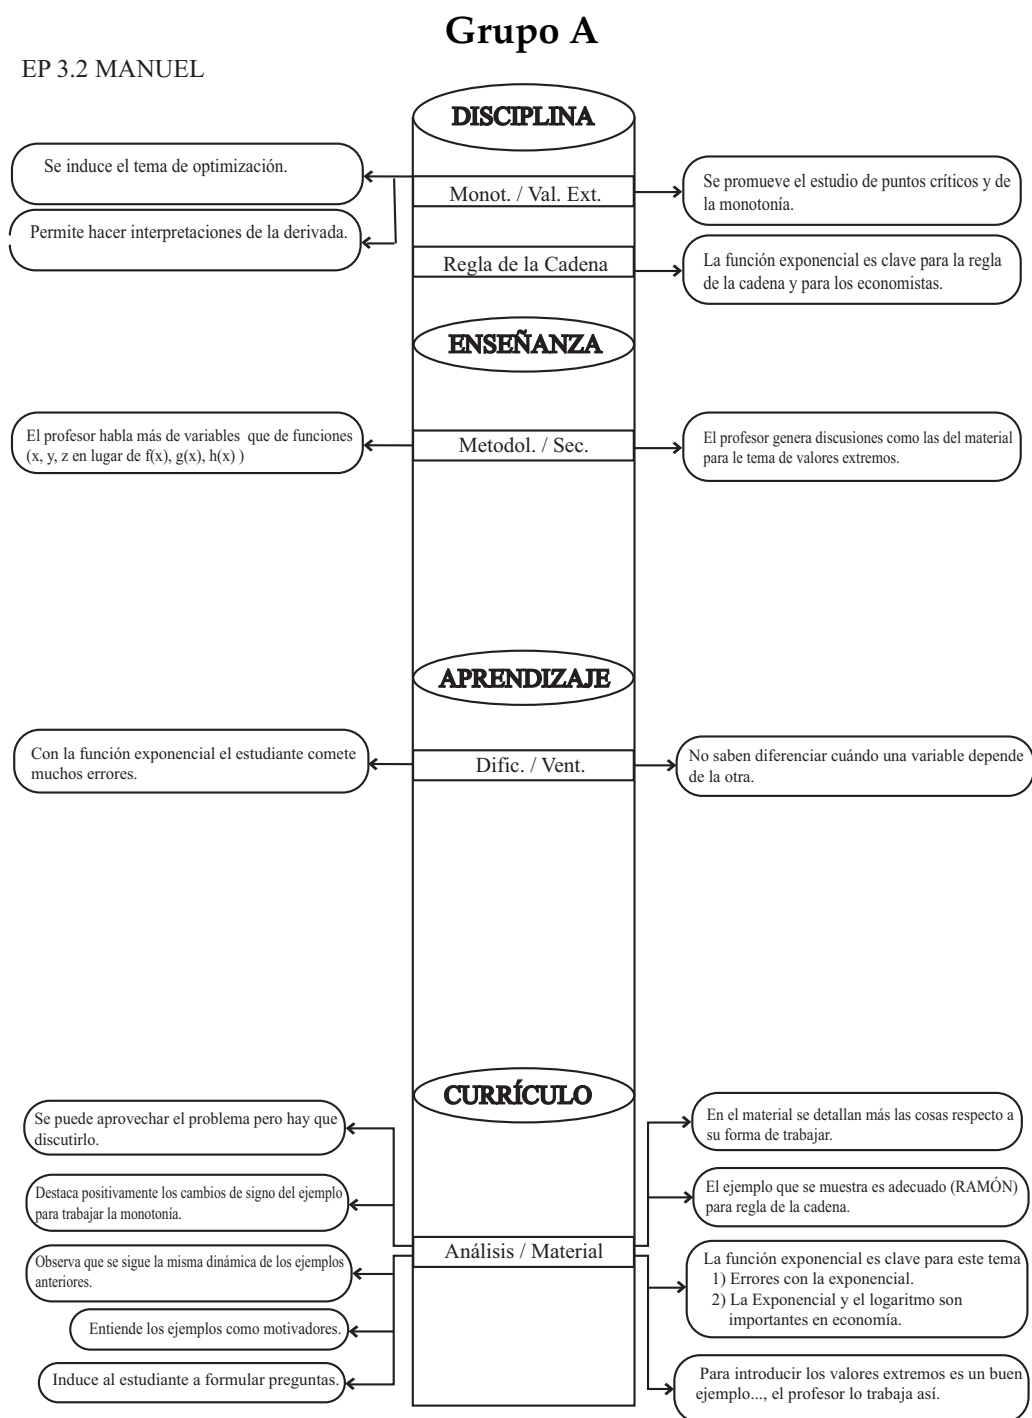 Grupo A
EP 3.2 MANUEL
DISCIPLINA
Se induce el tema de optimización.
Permite hacer interpretaciones de la derivada.
Monot. / Val. Ext.
Se promueve el estudio de puntos críticos y de
la monotonía.
Regla de la Cadena
La función exponencial es clave para la regla
de la cadena y para los economistas.
ENSEÑANZA
El profesor habla más de variables que de funciones
(x, y, z en lugar de f(x), g(x), h(x) )
Metodol. / Sec.
El profesor genera discusiones como las del material
para le tema de valores extremos.
APRENDIZAJE
Con la función exponencial el estudiante comete
muchos errores.
Dific. / Vent.
No saben diferenciar cuándo una variable depende
de la otra.
CURRÍCULO
Se puede aprovechar el problema pero hay que
discutirlo.
Destaca positivamente los cambios de signo del ejemplo
para trabajar la monotonía.
Observa que se sigue la misma dinámica de los ejemplos
anteriores.
Entiende los ejemplos como motivadores.
Induce al estudiante a formular preguntas.
Análisis / Material
En el material se detallan más las cosas respecto a
su forma de trabajar.
El ejemplo que se muestra es adecuado (RAMÓN)
para regla de la cadena.
La función exponencial es clave para este tema
1) Errores con la exponencial.
2) La Exponencial y el logaritmo son
importantes en economía.
Para introducir los valores extremos es un buen
ejemplo..., el profesor lo trabaja así.